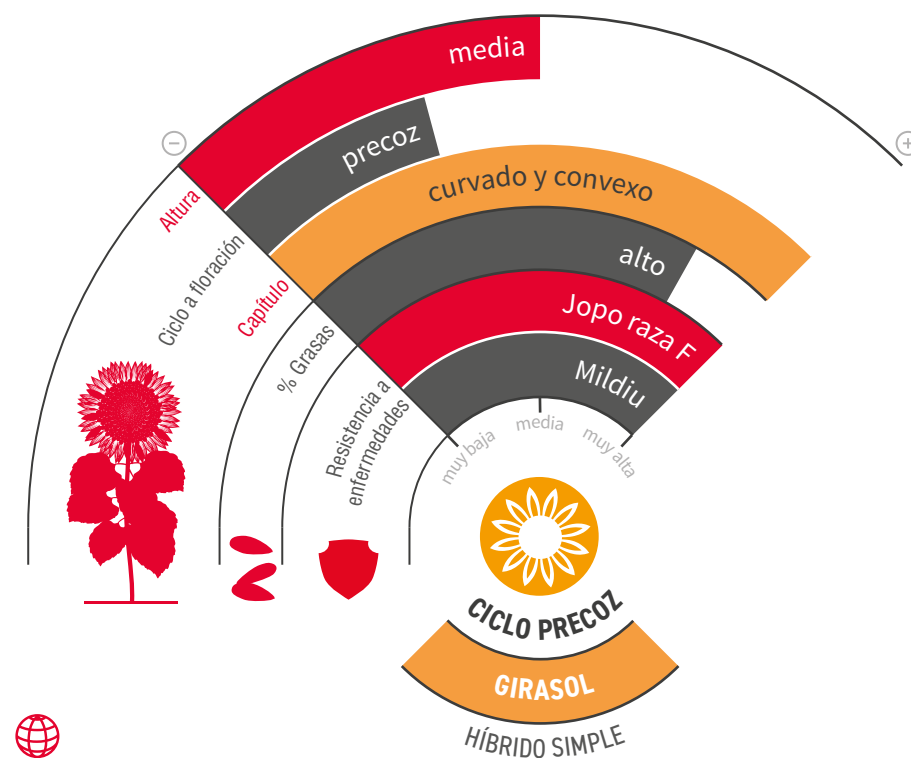 media
precoz
curvado y convexo
alto
Jopo raza F
Mildiu
−
+
Altura
Ciclo a floración
Capítulo
% Grasas
Resistencia a
enfermedades
muy baja
media
muy alta
CICLO PRECOZ
GIRASOL
HÍBRIDO SIMPLE